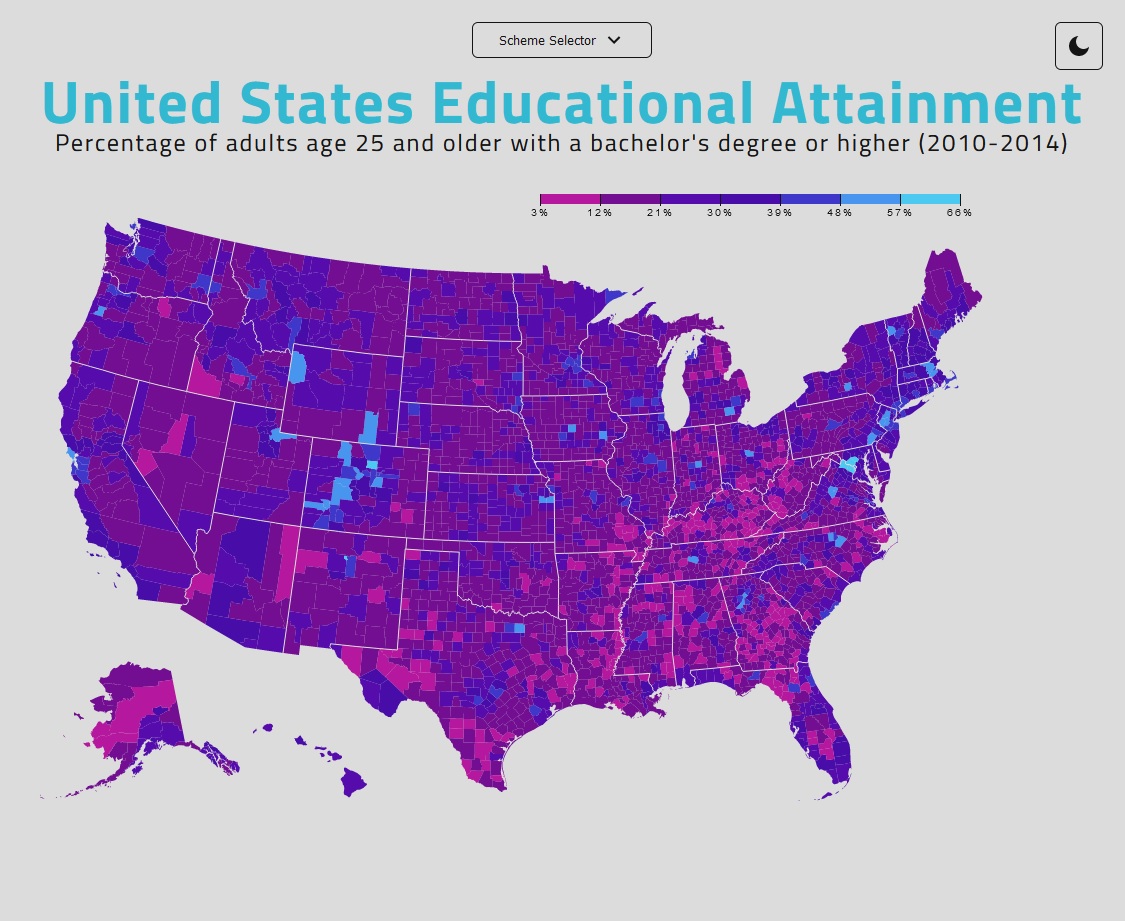 Scheme Selector
United States Educational Attainment
Percentage of adults age 25 and older with a bachelor's degree or higher (2010-2014)
3% 12% 21% 30% 39% 48% 57% 66%